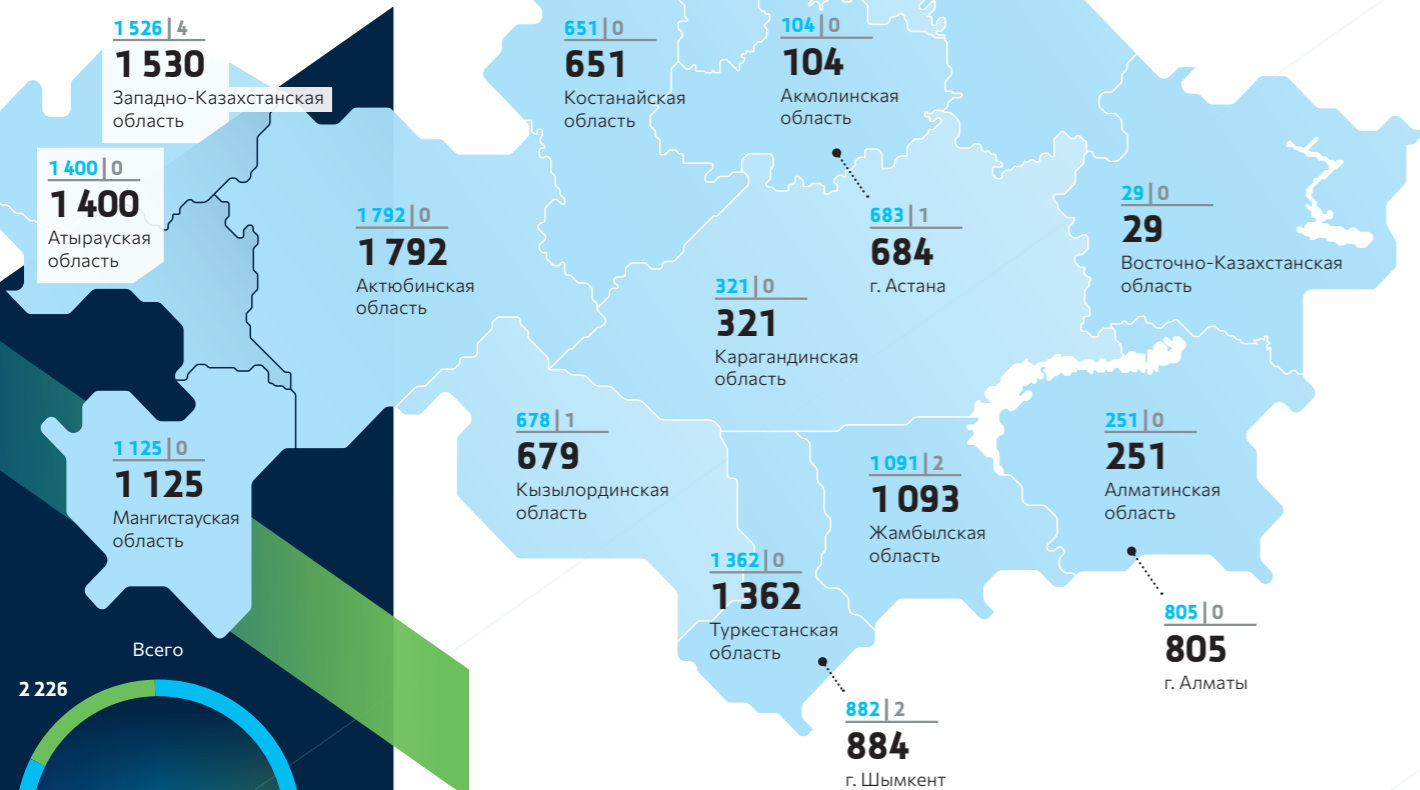 1 526 | 4
1 530
Западно-Казахстанская
область
651 | 0
651
Костанайская
область
104 | 0
104
Акмолинская
область
1 400 | 0
1 400
Атырауская
область
1 792 | 0
1 792
Актюбинская
область
683 | 1
684
г. Астана
29 | 0
29
Восточно-Казахстанская
область
321 | 0
321
Карагандинская
область
1 125 | 0
1 125
Мангистауская
область
678 | 1
679
Кызылординская
область
1 091 | 2
1 093
Жамбылская
область
251 | 0
251
Алматинская
область
1 362 | 0
1 362
Туркестанская
область
805 | 0
805
г. Алматы
882 | 2
884
г. Шымкент
Всего
2 226